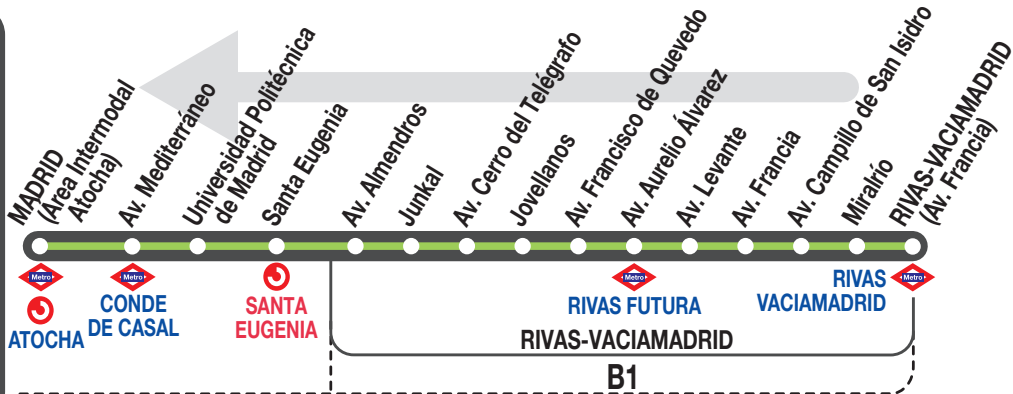 MADRID
(Área Intermodal
Atocha)
Av. Mediterráneo
Universidad Politécnica
de Madrid
Santa Eugenia
Av. Almendros
Junkal
Av. Cerro del Telégrafo
Jovellanos
Av. Francisco de Quevedo
Av. Aurelio Álvarez
Av. Levante
Av. Francia
Av. Campillo de San Isidro
Miralrío
RIVAS-VACIAMADRID
(Av. Francia)
Metro
ATOCHA
Metro
CONDE
DE CASAL
SANTA
EUGENIA
Metro
RIVAS FUTURA
RIVAS
VACIAMADRID
Metro
RIVAS-VACIAMADRID
B1